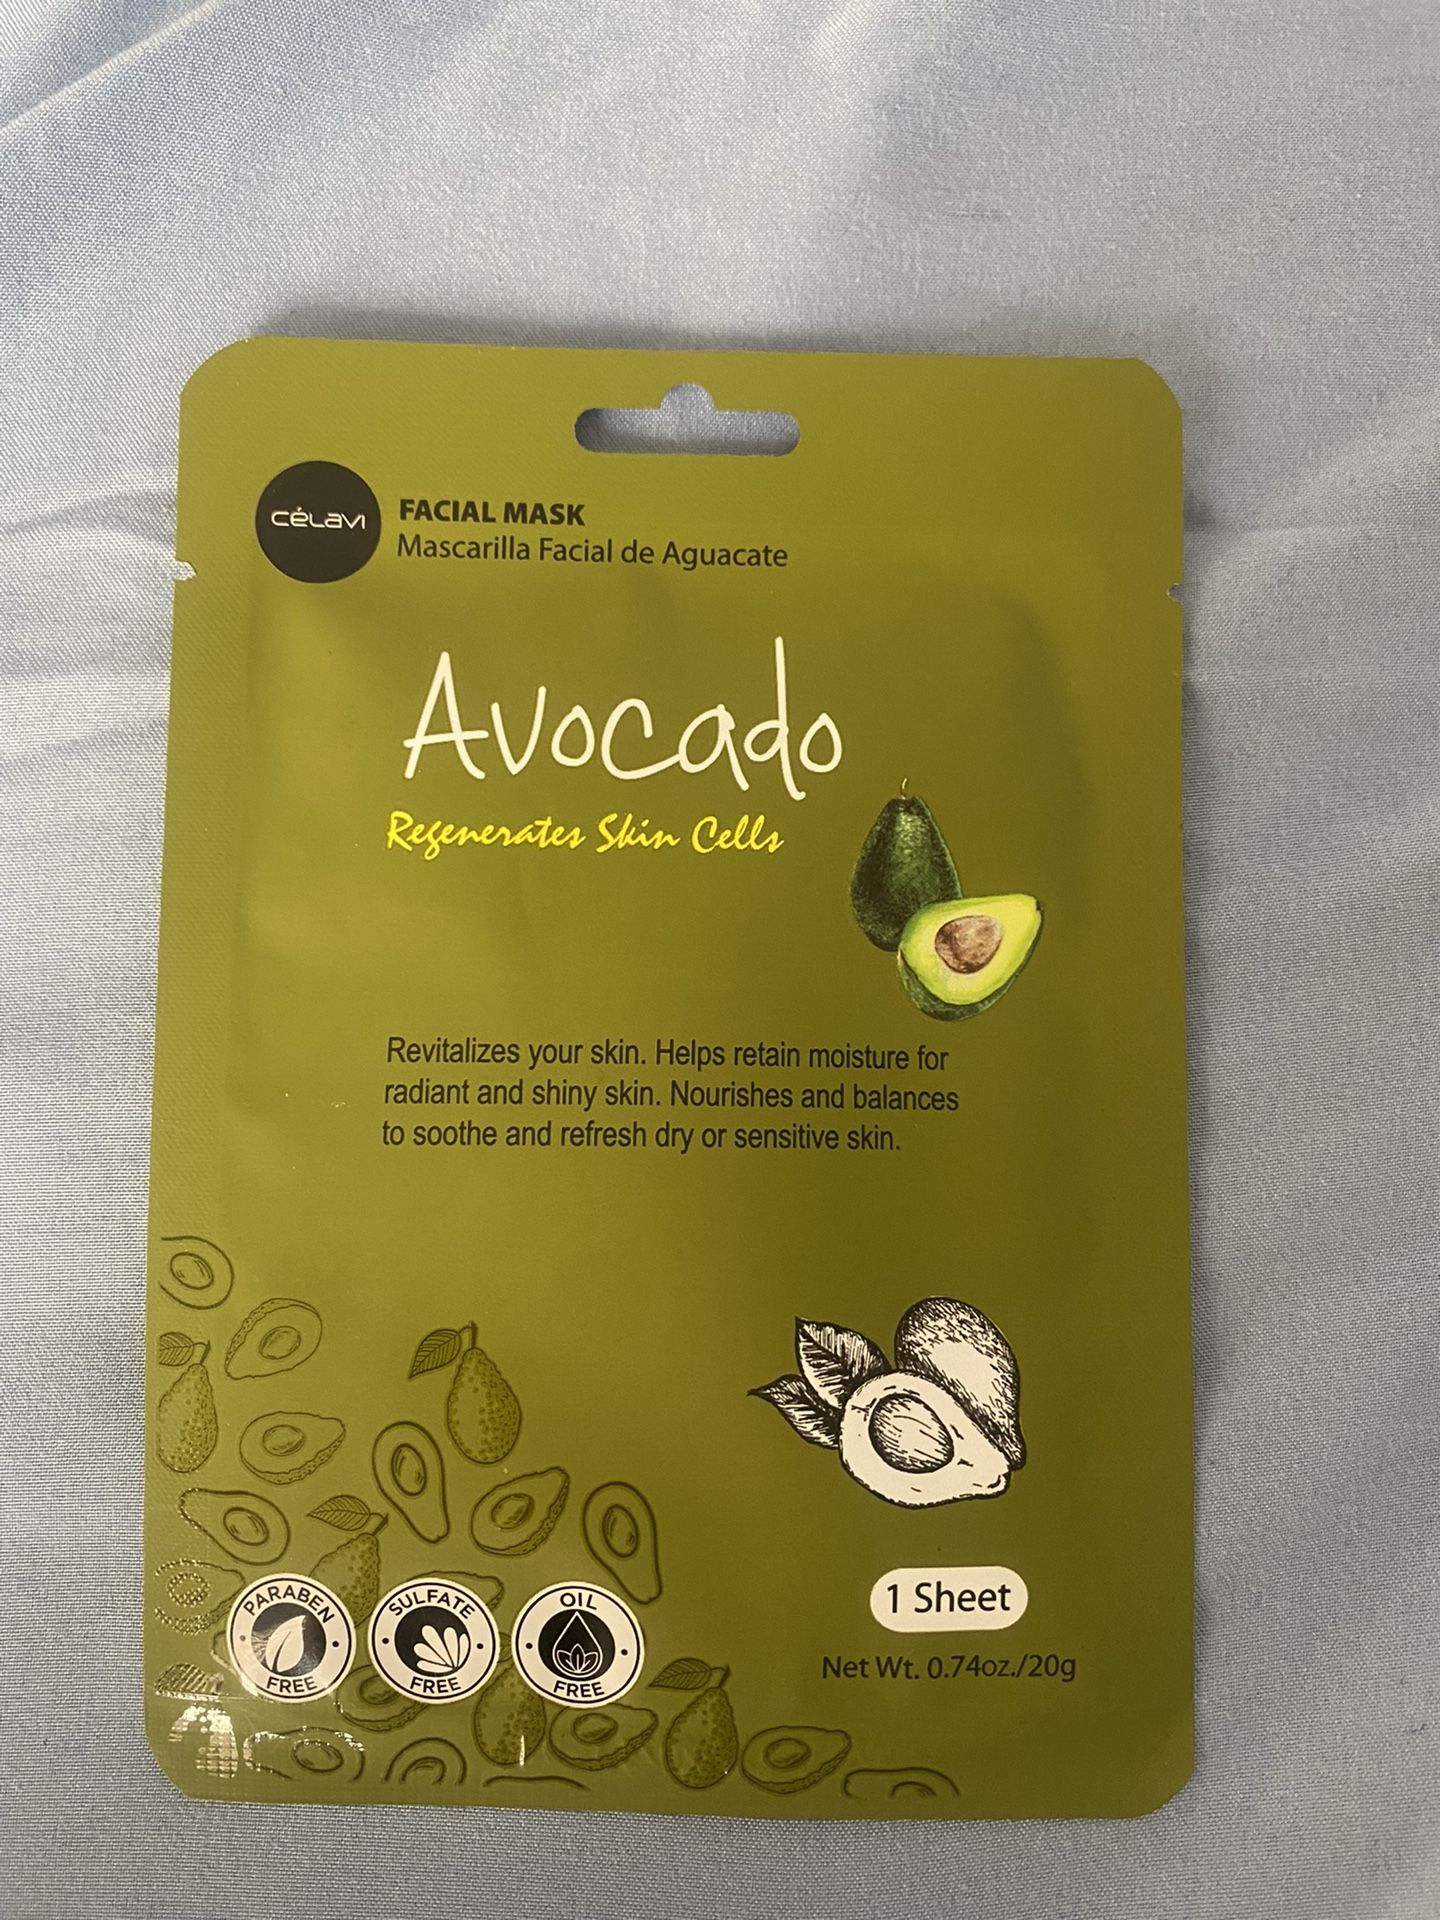 CéLAVI
FACIAL MASK
Mascarilla Facial de Aguacate
Avocado
Regenerates Skin Cells
Revitalizes your skin. Helps retain moisture for
radiant and shiny skin. Nourishes and balances
to soothe and refresh dry or sensitive skin.
PARABEN
FREE
SULFATE
FREE
OIL
FREE
1 Sheet
Net Wt. 0.74oz./20g